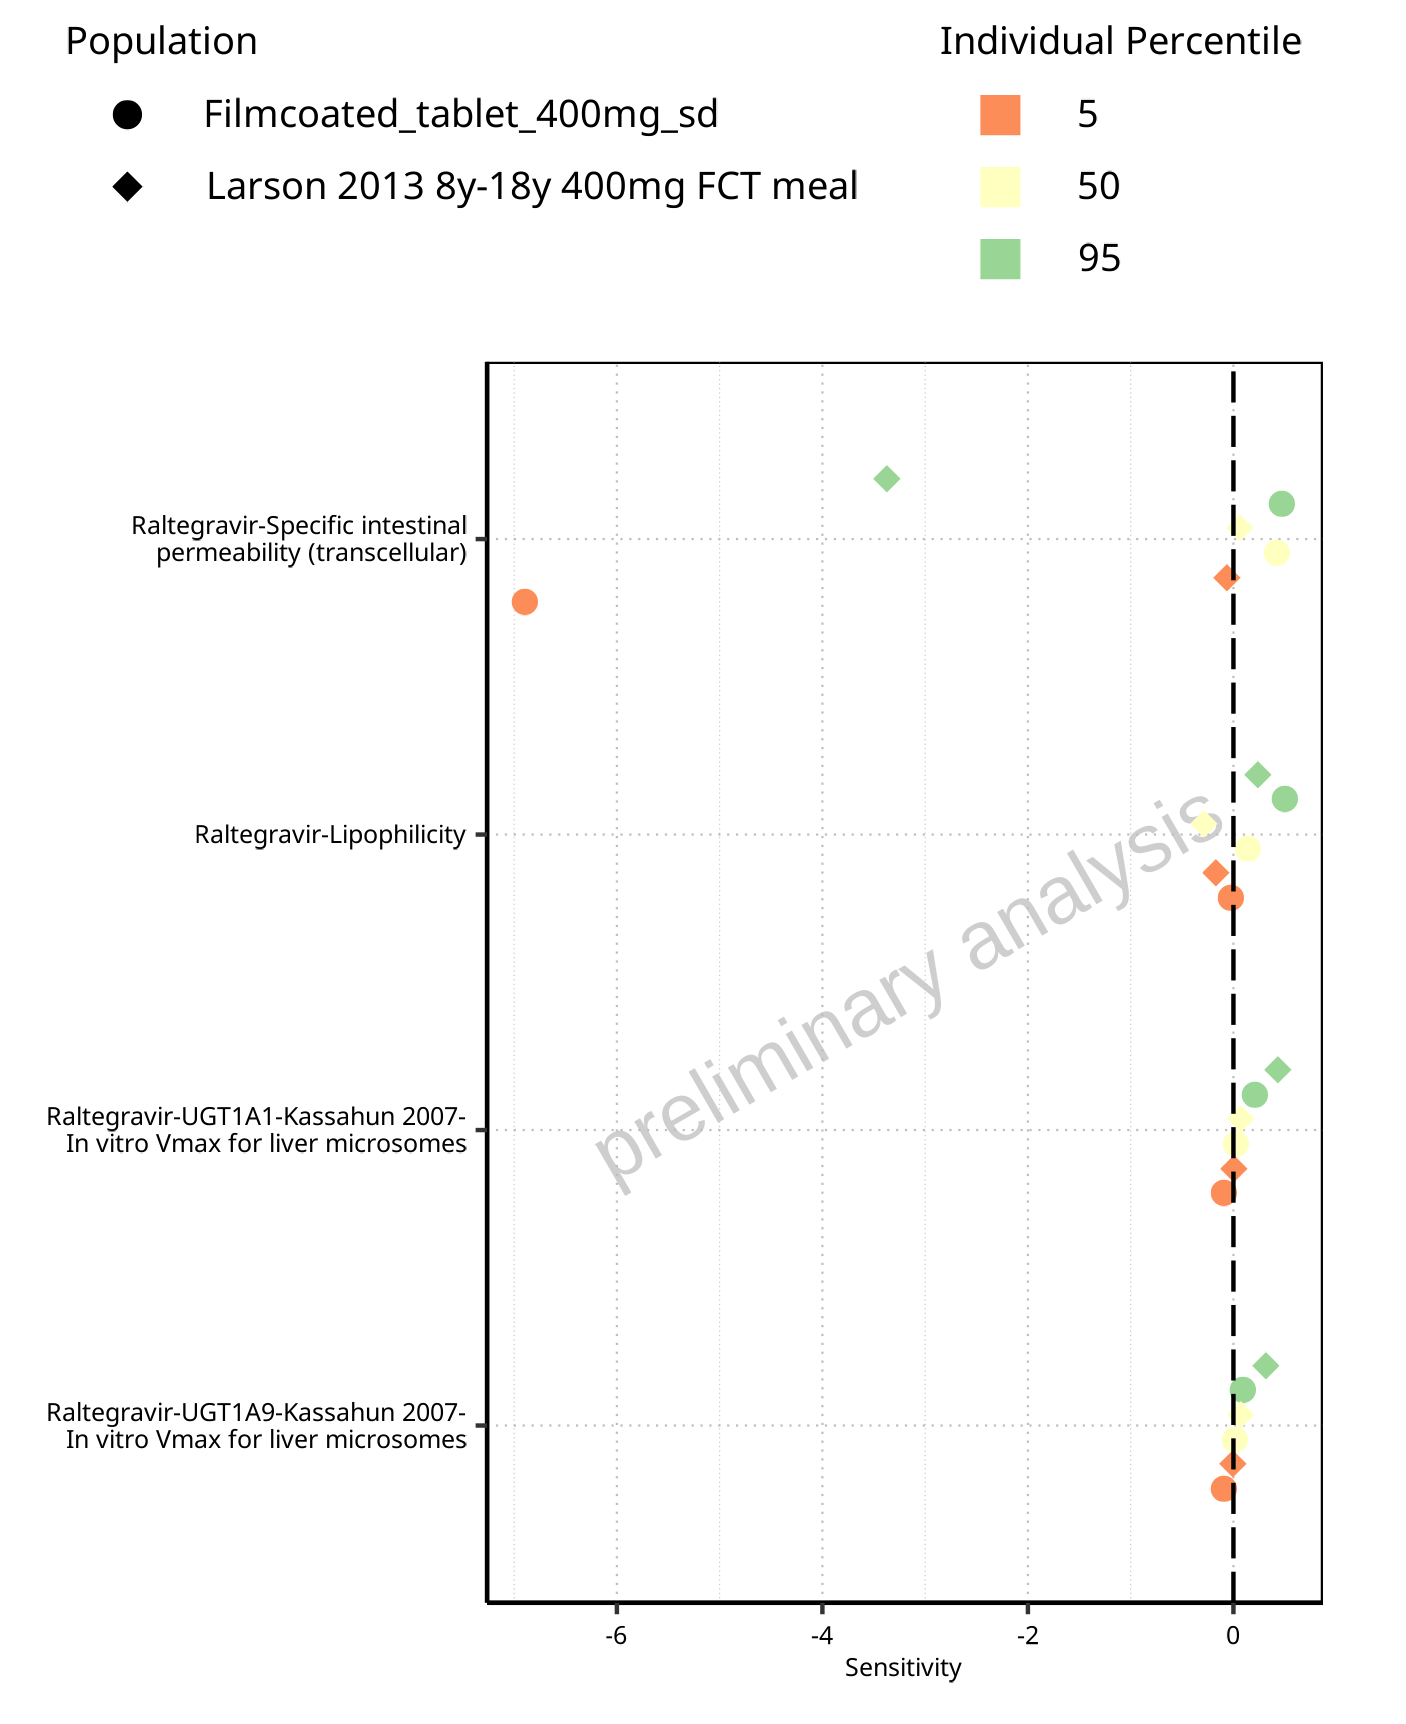 Population
Filmcoated_tablet_400mg_sd
Larson 2013 8y-18y 400mg FCT meal
Individual Percentile
5
50
95
Raltegravir-Specific intestinal
permeability (transcellular)
Raltegravir-Lipophilicity
Raltegravir-UGT1A1-Kassahun 2007-
In vitro Vmax for liver microsomes
Raltegravir-UGT1A9-Kassahun 2007-
In vitro Vmax for liver microsomes
preliminary analysis
-6
-4
-2
0
Sensitivity